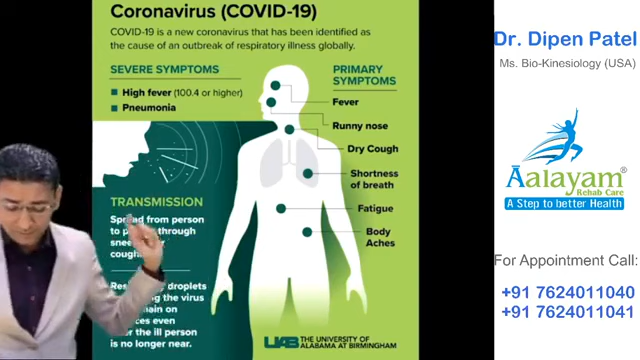 Coronavirus (COVID-19)
COVID-19 is a new coronavirus that has been identified as
the cause of an outbreak of respiratory illness globally.
SEVERE SYMPTOMS
High fever (100.4 or higher)
Pneumonia
PRIMARY
SYMPTOMS
Fever
Runny nose
Dry Cough
Shortness
of breath
Fatigue
Body
Aches
TRANSMISSION
Spread from person
to through
coug
droplets
the virus
on
even
the ill person
is no longer near.
UAB THE UNIVERSITY OF
ALABAMA AT BIRMINGHAM
Dr. Dipen Patel
Ms. Bio-Kinesiology (USA)
Āalayam®
Rehab Care
A Step to better Health
For Appointment Call:
+91 7624011040
+91 7624011041